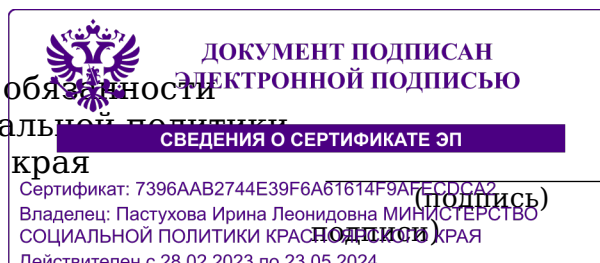 ДОКУМЕНТ ПОДПИСАН
ЭЛЕКТРОННОЙ ПОДПИСЬЮ
обязанности
альной политики
СВЕДЕНИЯ О СЕРТИФИКАТЕ ЭП
края
Сертификат: 7396AAB2744E39F6A61614F9AFECDCA2
(подпись)
Владелец: Пастухова Ирина Леонидовна МИНИСТЕРСТВО
СОЦИАЛЬНОЙ ПОЛИТИКИ КРАСНОЯРСКОГО КРАЯ
подписи)
Действителен с 28.02.2023 по 23.05.2024